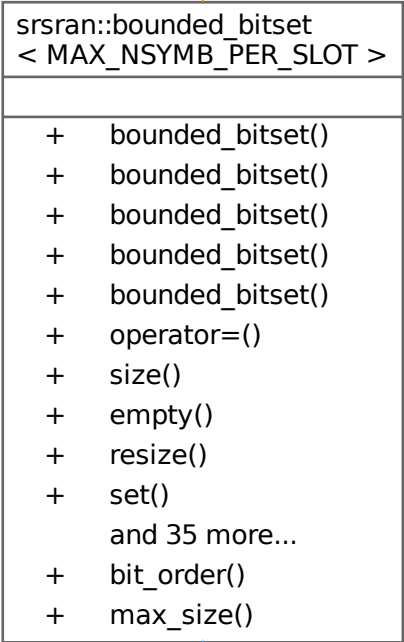 srsran::bounded_bitset
< MAX_NSYMB_PER_SLOT >
+ bounded_bitset()
+ bounded_bitset()
+ bounded_bitset()
+ bounded_bitset()
+ bounded_bitset()
+ operator=()
+ size()
+ empty()
+ resize()
+ set()
and 35 more...
+ bit_order()
+ max_size()